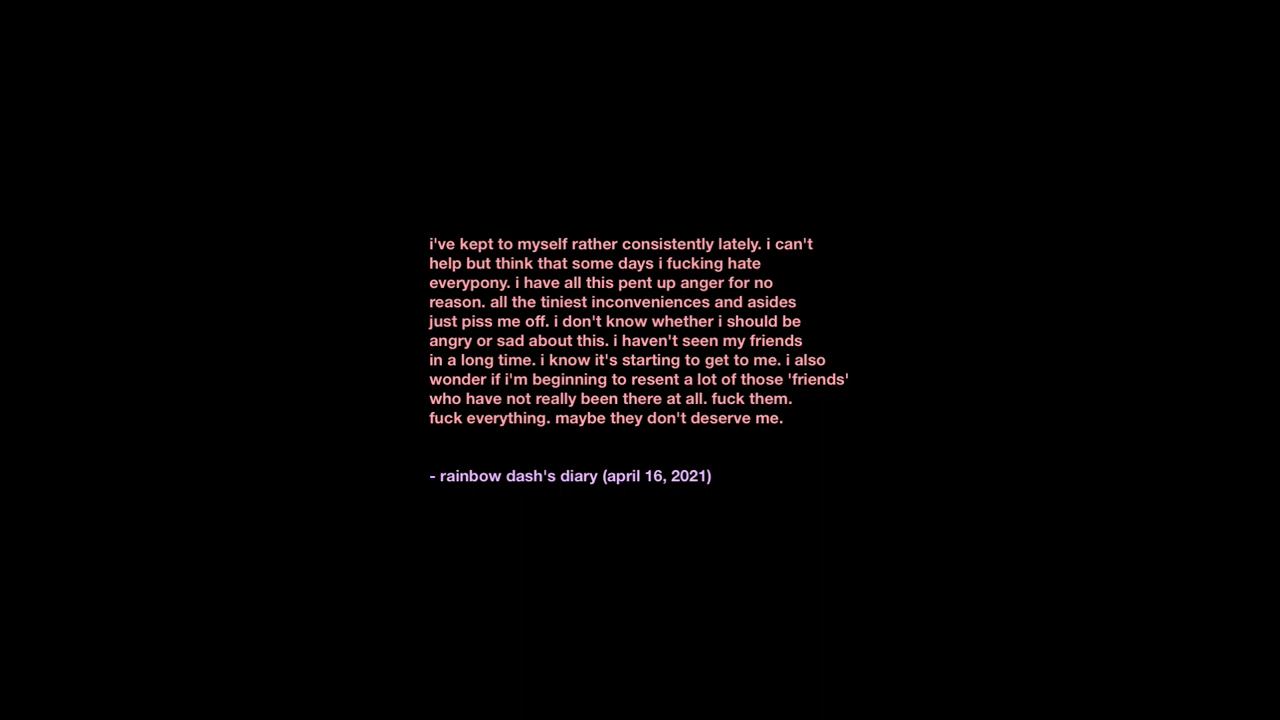 i've kept to myself rather consistently lately. i can't
help but think that some days i fucking hate
everypony. i have all this pent up anger for no
reason. all the tiniest inconveniences and asides
just piss me off. i don't know whether i should be
angry or sad about this. i haven't seen my friends
in a long time. i know it's starting to get to me. i also
wonder if i'm beginning to resent a lot of those 'friends'
who have not really been there at all. fuck them.
fuck everything. maybe they don't deserve me.
- rainbow dash's diary (april 16, 2021)